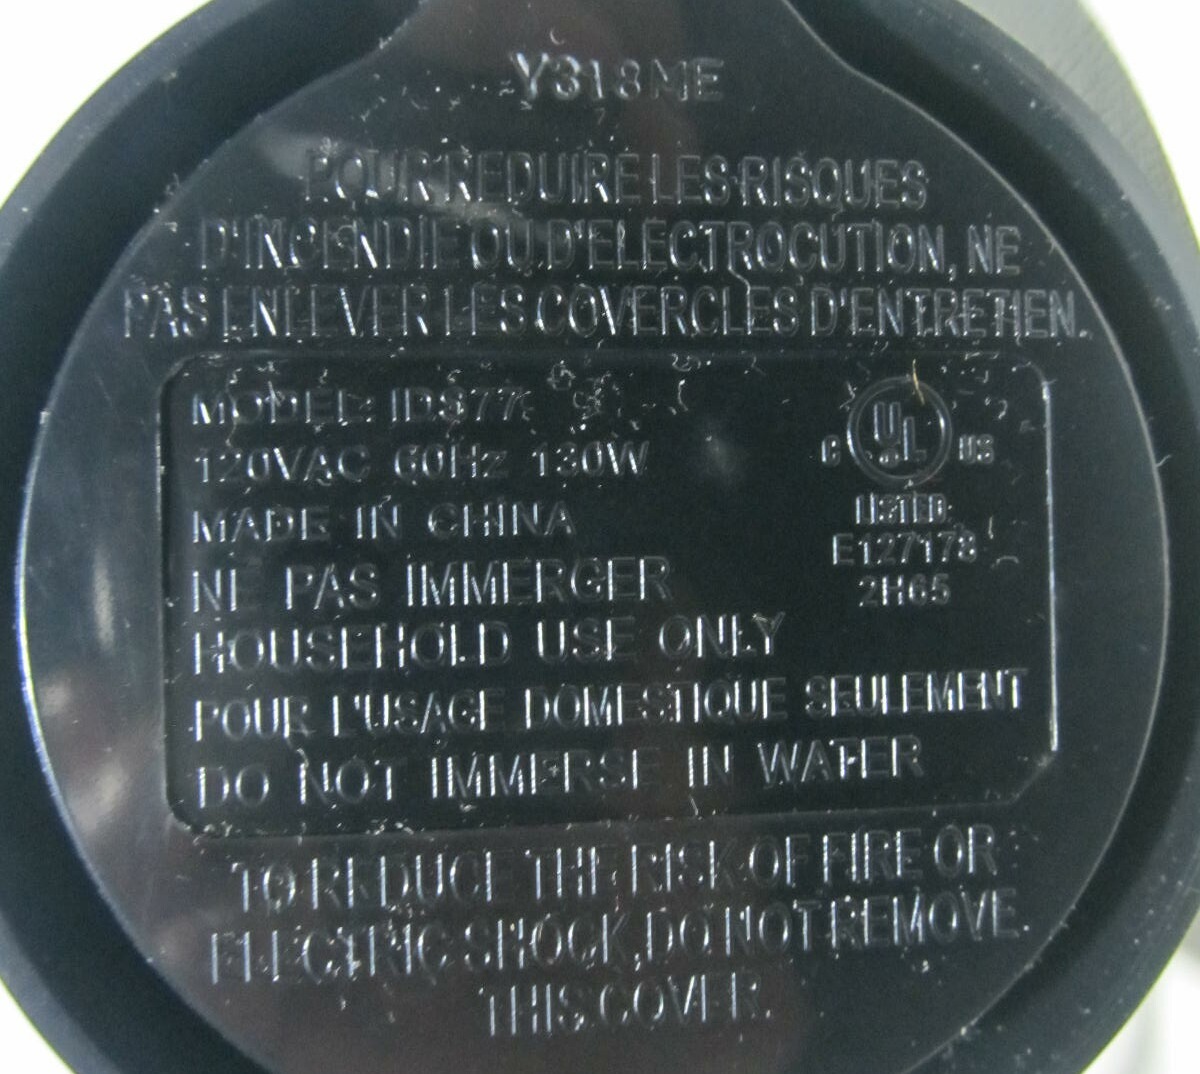 Y318ME
POUR REDUIRE LES RISQUES
D'INCENDIE OU D'ELECTROCUTION, NE
PAS ENLEVER LES COVERCLES D'ENTRETIEN.
MODEL: IDS77
120VAC 60Hz 130W
MADE IN CHINA
NE PAS IMMERGER
HOUSEHOLD USE ONLY
POUR L'USAGE DOMESTIQUE SEULEMENT
DO NOT IMMERSE IN WATER
C UL US
LISTED
E127178
2H65
TO REDUCE THE RISK OF FIRE OR
ELECTRIC SHOCK, DO NOT REMOVE
THIS COVER.